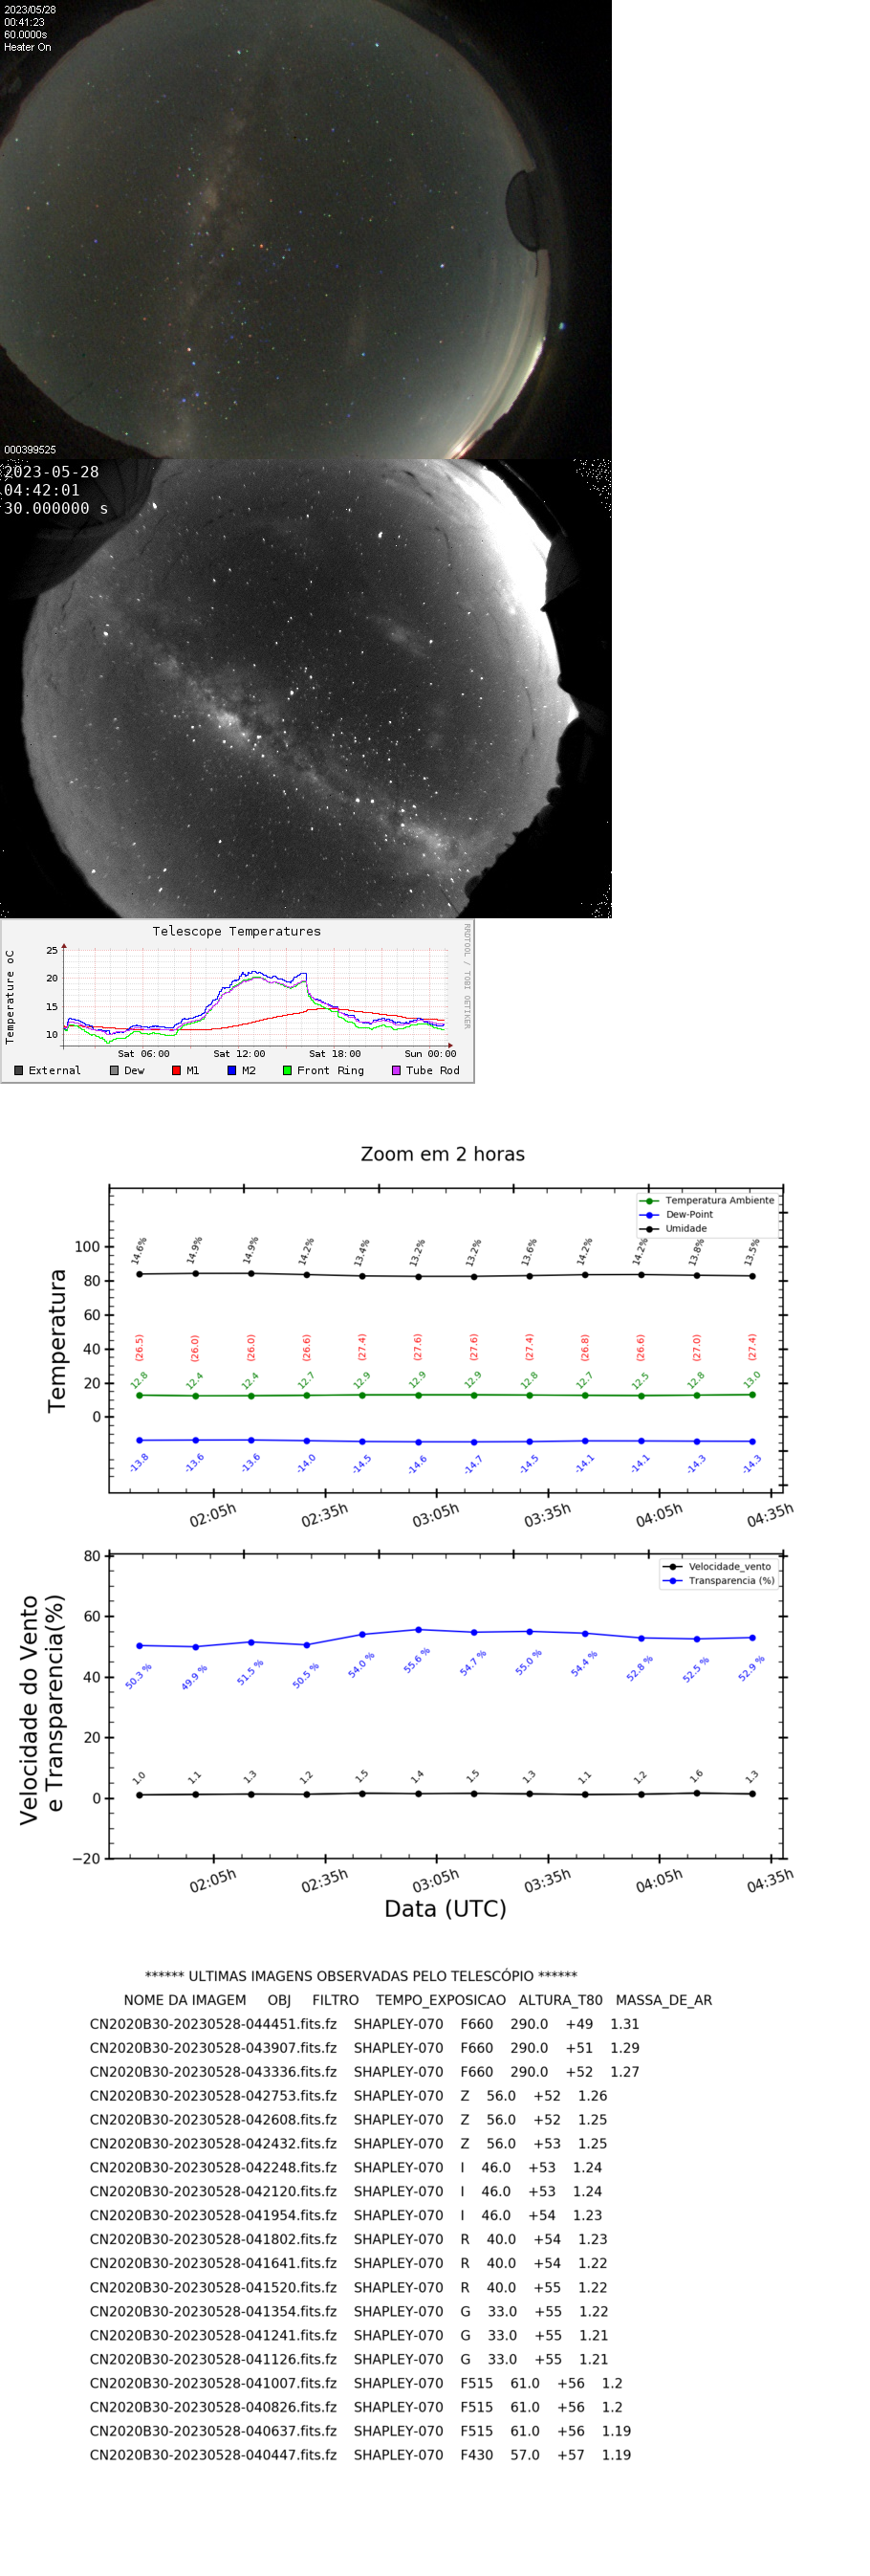 2023/05/28
00:41:23
60.0000s
Heater On
000399525
2023-05-28
04:42:01
30.000000 s
Telescope Temperatures
Temperature oC
25
20
15
10
Sat 06:00 Sat 12:00 Sat 18:00 Sun 00:00
External Dew M1 M2 Front Ring Tube Rod
RRDTOOL / TOBI OETIKER
Zoom em 2 horas
Temperatura
Temperatura Ambiente
Dew-Point
Umidade
100
80
60
40
20
0
14.6% 14.9% 14.9% 14.2% 13.4% 13.2% 13.2% 13.6% 14.2% 14.2% 13.8% 13.5%
(26.5) (26.0) (26.0) (26.6) (27.4) (27.6) (27.6) (27.4) (26.8) (26.6) (27.0) (27.4)
12.8 12.4 12.4 12.7 12.9 12.9 12.9 12.8 12.7 12.5 12.8 13.0
-13.8 -13.6 -13.6 -14.0 -14.5 -14.6 -14.7 -14.5 -14.1 -14.1 -14.3 -14.3
02:05h 02:35h 03:05h 03:35h 04:05h 04:35h
Velocidade do Vento
e Transparencia(%)
Velocidade_vento
Transparencia (%)
80
60
40
20
0
−20
50.3 % 49.9 % 51.5 % 50.5 % 54.0 % 55.6 % 54.7 % 55.0 % 54.4 % 52.8 % 52.5 % 52.9 %
1.0 1.1 1.3 1.2 1.5 1.4 1.5 1.3 1.1 1.2 1.6 1.3
02:05h 02:35h 03:05h 03:35h 04:05h 04:35h
Data (UTC)
****** ULTIMAS IMAGENS OBSERVADAS PELO TELESCÓPIO ******
NOME DA IMAGEM OBJ FILTRO TEMPO_EXPOSICAO ALTURA_T80 MASSA_DE_AR
CN2020B30-20230528-044451.fits.fz SHAPLEY-070 F660 290.0 +49 1.31
CN2020B30-20230528-043907.fits.fz SHAPLEY-070 F660 290.0 +51 1.29
CN2020B30-20230528-043336.fits.fz SHAPLEY-070 F660 290.0 +52 1.27
CN2020B30-20230528-042753.fits.fz SHAPLEY-070 Z 56.0 +52 1.26
CN2020B30-20230528-042608.fits.fz SHAPLEY-070 Z 56.0 +52 1.25
CN2020B30-20230528-042432.fits.fz SHAPLEY-070 Z 56.0 +53 1.25
CN2020B30-20230528-042248.fits.fz SHAPLEY-070 I 46.0 +53 1.24
CN2020B30-20230528-042120.fits.fz SHAPLEY-070 I 46.0 +53 1.24
CN2020B30-20230528-041954.fits.fz SHAPLEY-070 I 46.0 +54 1.23
CN2020B30-20230528-041802.fits.fz SHAPLEY-070 R 40.0 +54 1.23
CN2020B30-20230528-041641.fits.fz SHAPLEY-070 R 40.0 +54 1.22
CN2020B30-20230528-041520.fits.fz SHAPLEY-070 R 40.0 +55 1.22
CN2020B30-20230528-041354.fits.fz SHAPLEY-070 G 33.0 +55 1.22
CN2020B30-20230528-041241.fits.fz SHAPLEY-070 G 33.0 +55 1.21
CN2020B30-20230528-041126.fits.fz SHAPLEY-070 G 33.0 +55 1.21
CN2020B30-20230528-041007.fits.fz SHAPLEY-070 F515 61.0 +56 1.2
CN2020B30-20230528-040826.fits.fz SHAPLEY-070 F515 61.0 +56 1.2
CN2020B30-20230528-040637.fits.fz SHAPLEY-070 F515 61.0 +56 1.19
CN2020B30-20230528-040447.fits.fz SHAPLEY-070 F430 57.0 +57 1.19